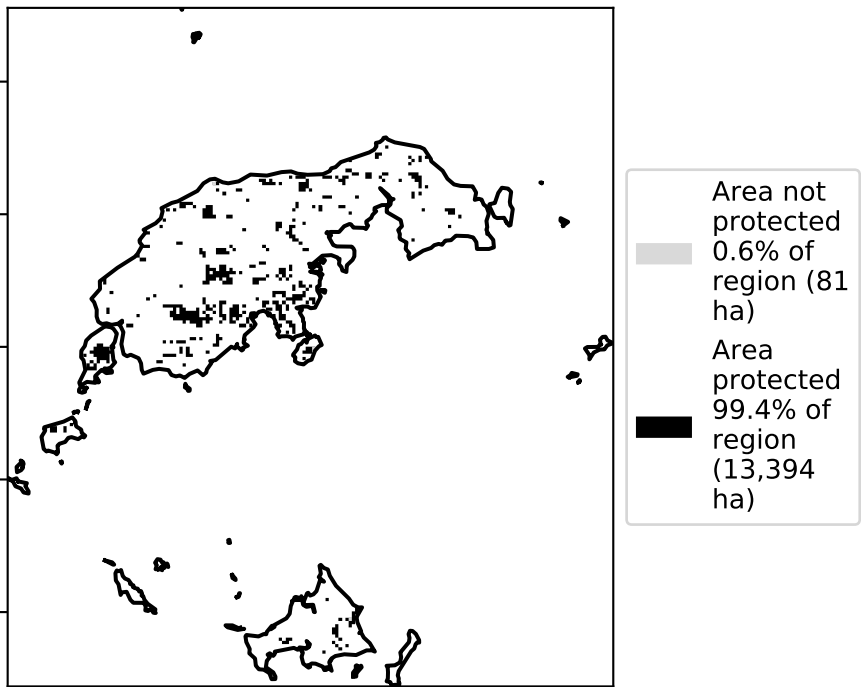 Area not
protected
0.6% of
region (81
ha)
Area
protected
99.4% of
region
(13,394
ha)